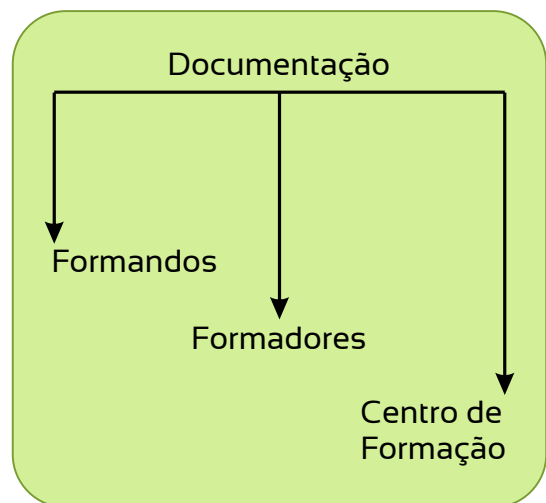 Documentação
Formandos
Formadores
Centro de
Formação